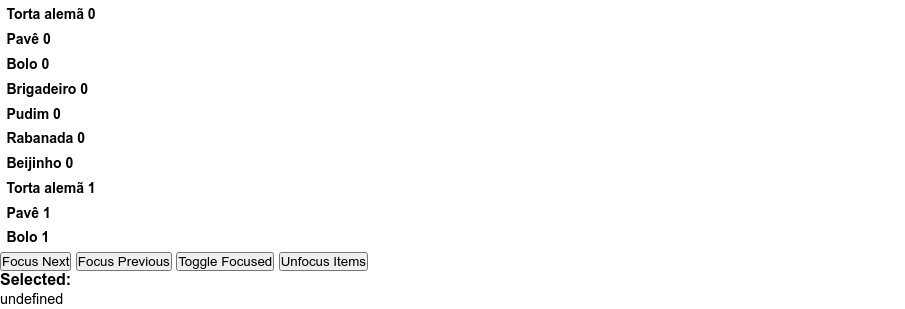 Torta alemã 0
Pavê 0
Bolo 0
Brigadeiro 0
Pudim 0
Rabanada 0
Beijinho 0
Torta alemã 1
Pavê 1
Bolo 1
Focus Next Focus Previous Toggle Focused Unfocus Items
Selected:
undefined